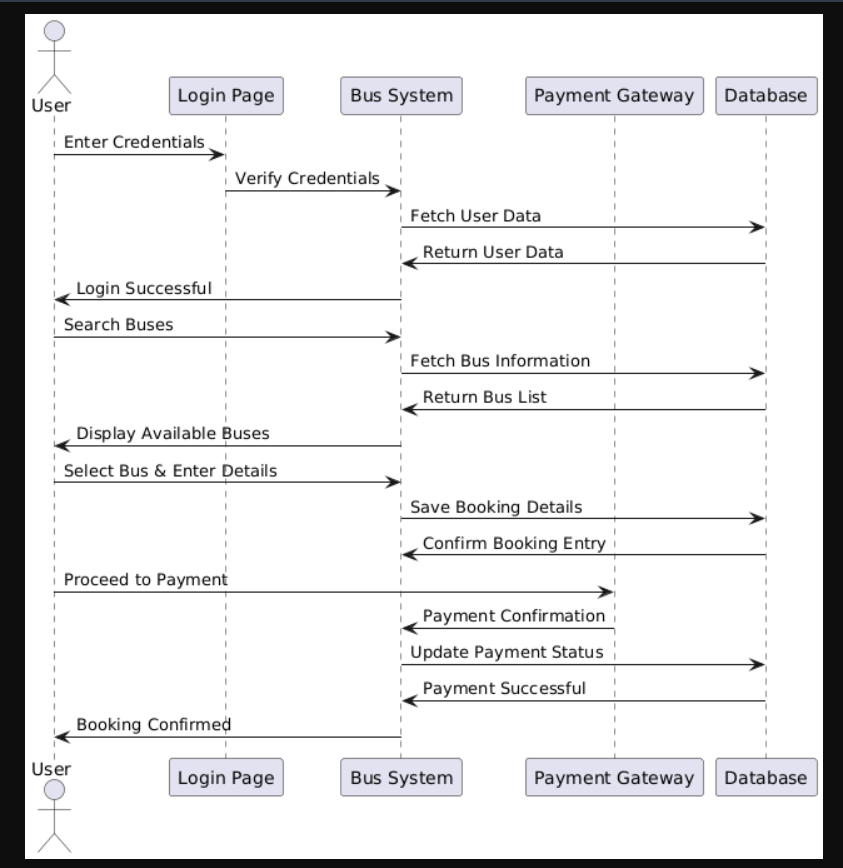 User
Login Page
Bus System
Payment Gateway
Database
Enter Credentials
Verify Credentials
Fetch User Data
Return User Data
Login Successful
Search Buses
Fetch Bus Information
Return Bus List
Display Available Buses
Select Bus & Enter Details
Save Booking Details
Confirm Booking Entry
Proceed to Payment
Payment Confirmation
Update Payment Status
Payment Successful
Booking Confirmed
User
Login Page
Bus System
Payment Gateway
Database